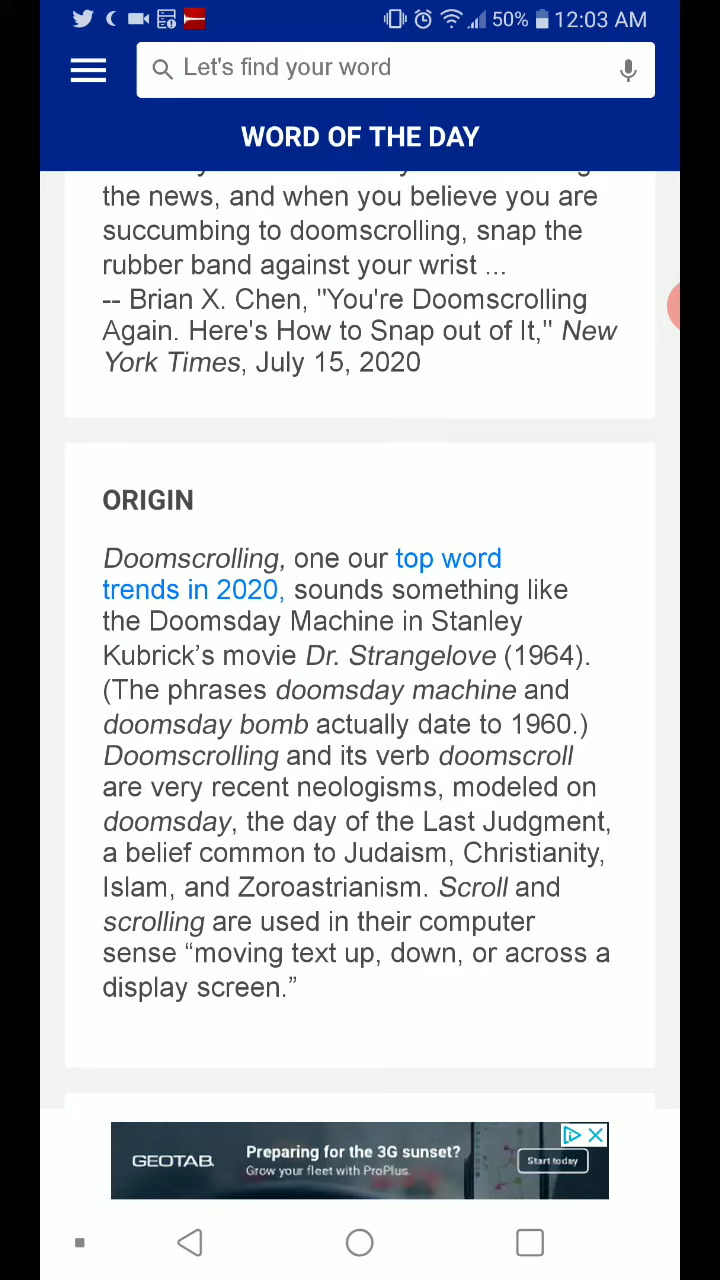 50% 12:03 AM
Let's find your word
WORD OF THE DAY
the news, and when you believe you are
succumbing to doomscrolling, snap the
rubber band against your wrist ...
-- Brian X. Chen, "You're Doomscrolling
Again. Here's How to Snap out of It," New
York Times, July 15, 2020
ORIGIN
Doomscrolling, one our top word
trends in 2020, sounds something like
the Doomsday Machine in Stanley
Kubrick’s movie Dr. Strangelove (1964).
(The phrases doomsday machine and
doomsday bomb actually date to 1960.)
Doomscrolling and its verb doomscroll
are very recent neologisms, modeled on
doomsday, the day of the Last Judgment,
a belief common to Judaism, Christianity,
Islam, and Zoroastrianism. Scroll and
scrolling are used in their computer
sense “moving text up, down, or across a
display screen.”
GEOTAB
Preparing for the 3G sunset?
Grow your fleet with ProPlus.
Start today